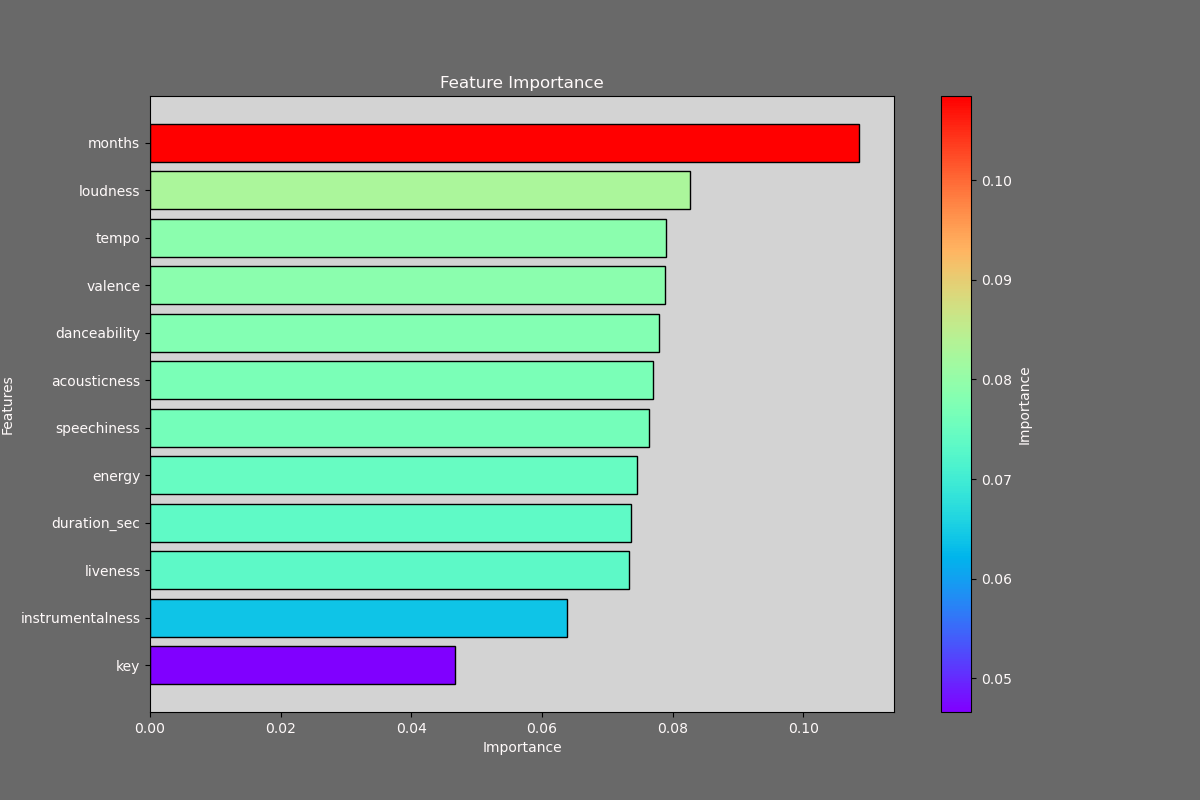 Feature Importance
Features
months
loudness
tempo
valence
danceability
acousticness
speechiness
energy
duration_sec
liveness
instrumentalness
key
0.00 0.02 0.04 0.06 0.08 0.10
Importance
0.10
0.09
0.08
0.07
0.06
0.05
Importance